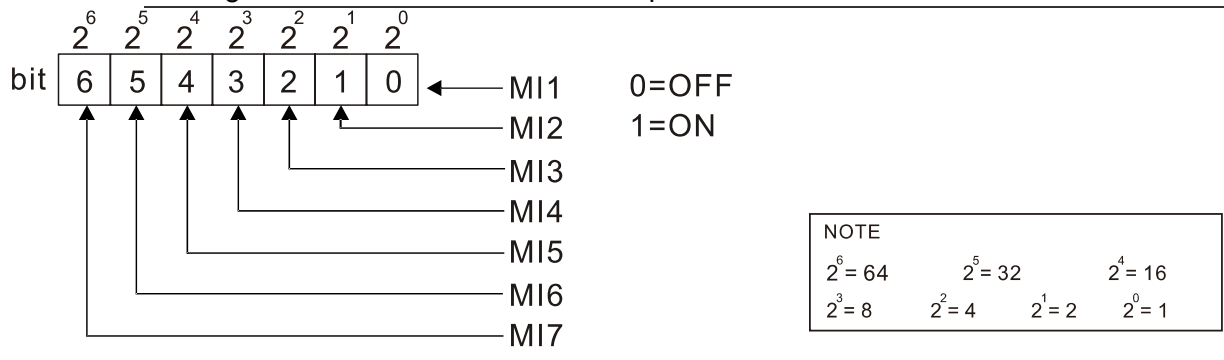 2^6 2^5 2^4 2^3 2^2 2^1 2^0
bit 6 5 4 3 2 1 0
MI1 0=OFF
MI2 1=ON
MI3
MI4
MI5
MI6
MI7
NOTE
2^6= 64 2^5= 32 2^4= 16
2^3= 8 2^2= 4 2^1= 2 2^0= 1